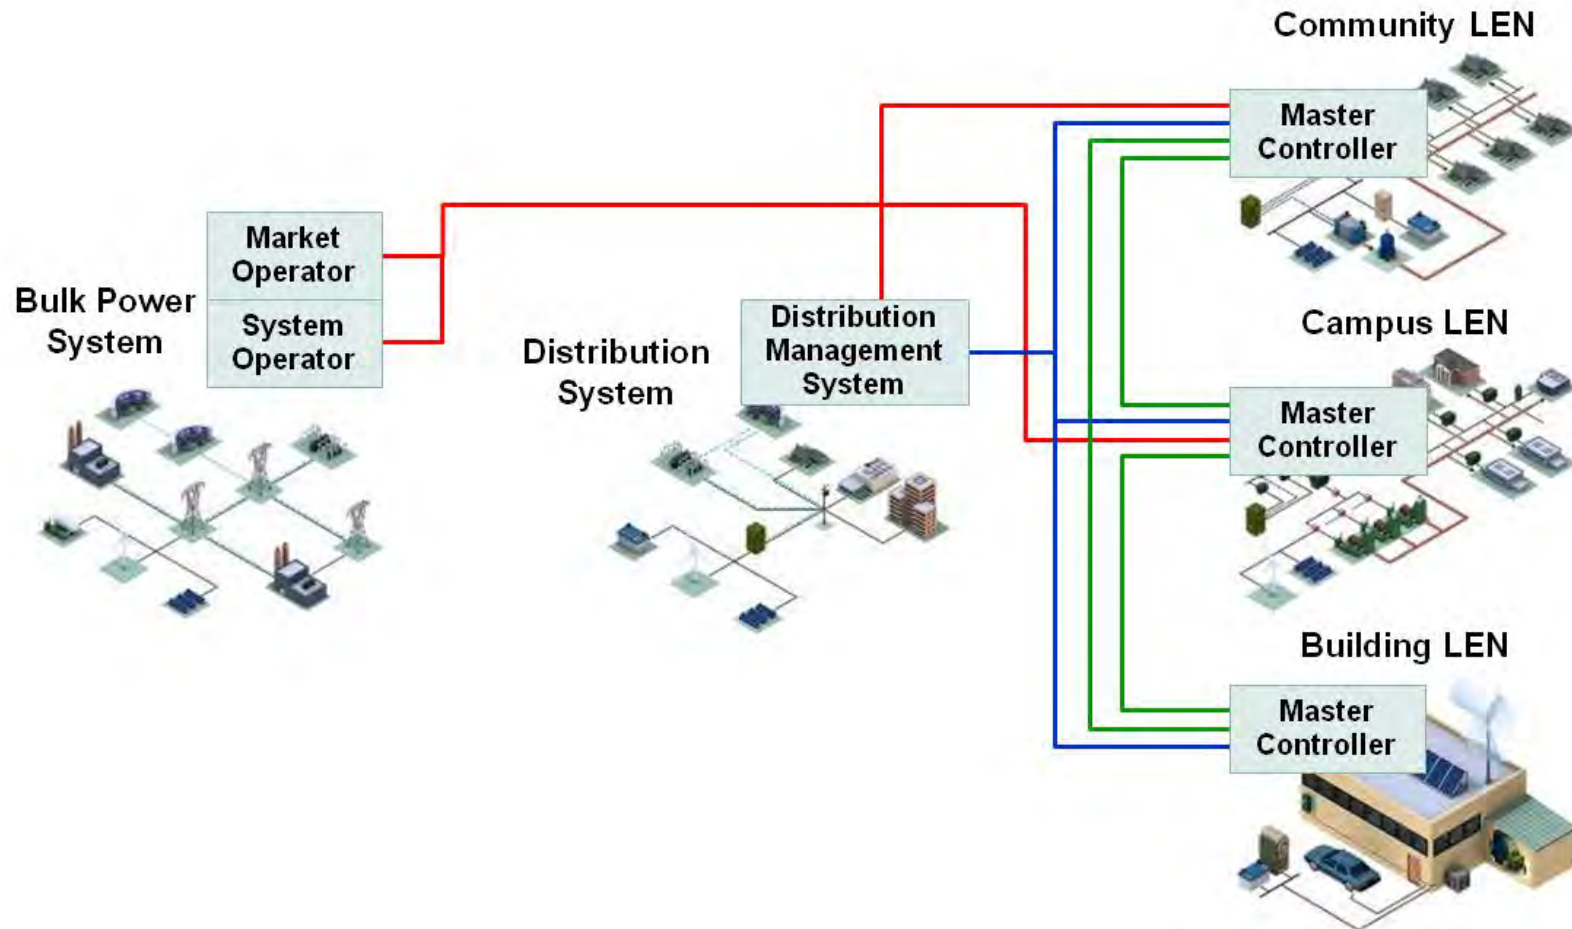 Community LEN
Master
Controller
Market
Operator
Bulk Power
System
System
Operator
Distribution
Management
System
Distribution
System
Campus LEN
Master
Controller
Building LEN
Master
Controller